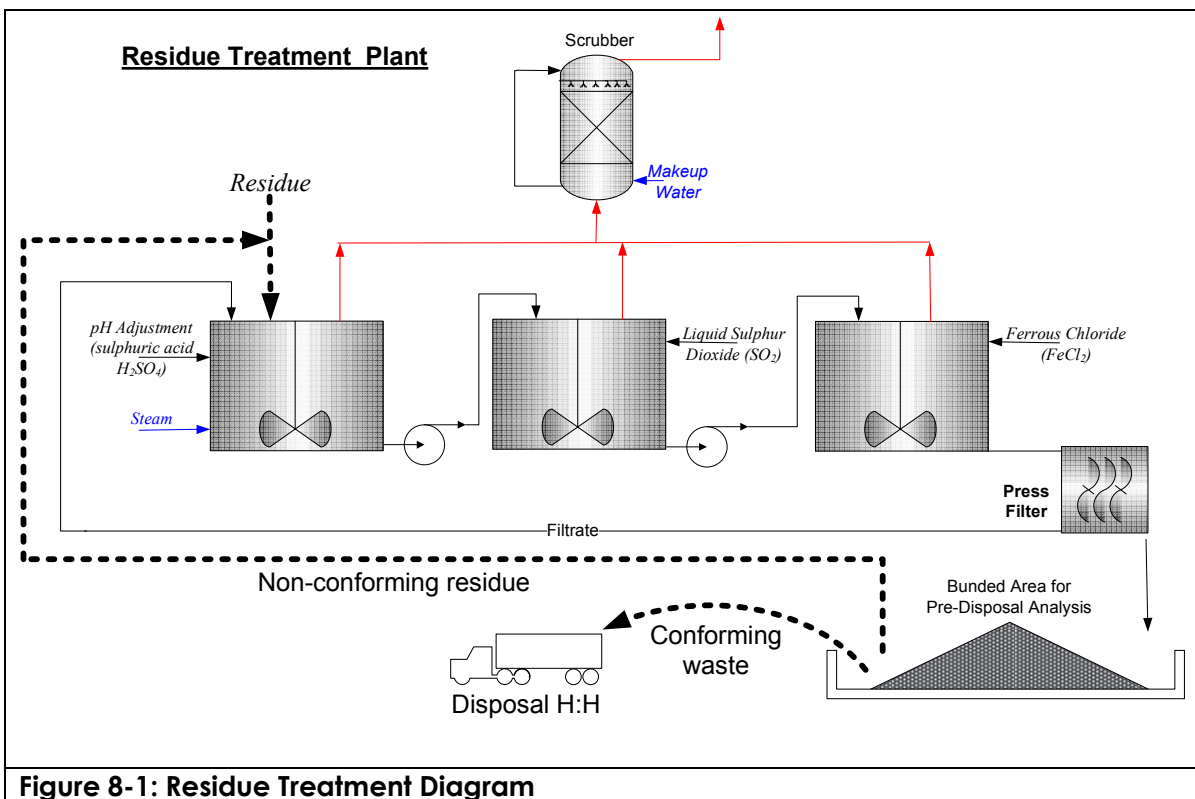 Residue Treatment Plant
Scrubber
Makeup
Water
Residue
pH Adjustment
(sulphuric acid
H₂SO₄)
Steam
Liquid Sulphur
Dioxide (SO₂)
Ferrous Chloride
(FeCl₂)
Press
Filter
Filtrate
Non-conforming residue
Bunded Area for
Pre-Disposal Analysis
Conforming
waste
Disposal H:H
Figure 8-1: Residue Treatment Diagram